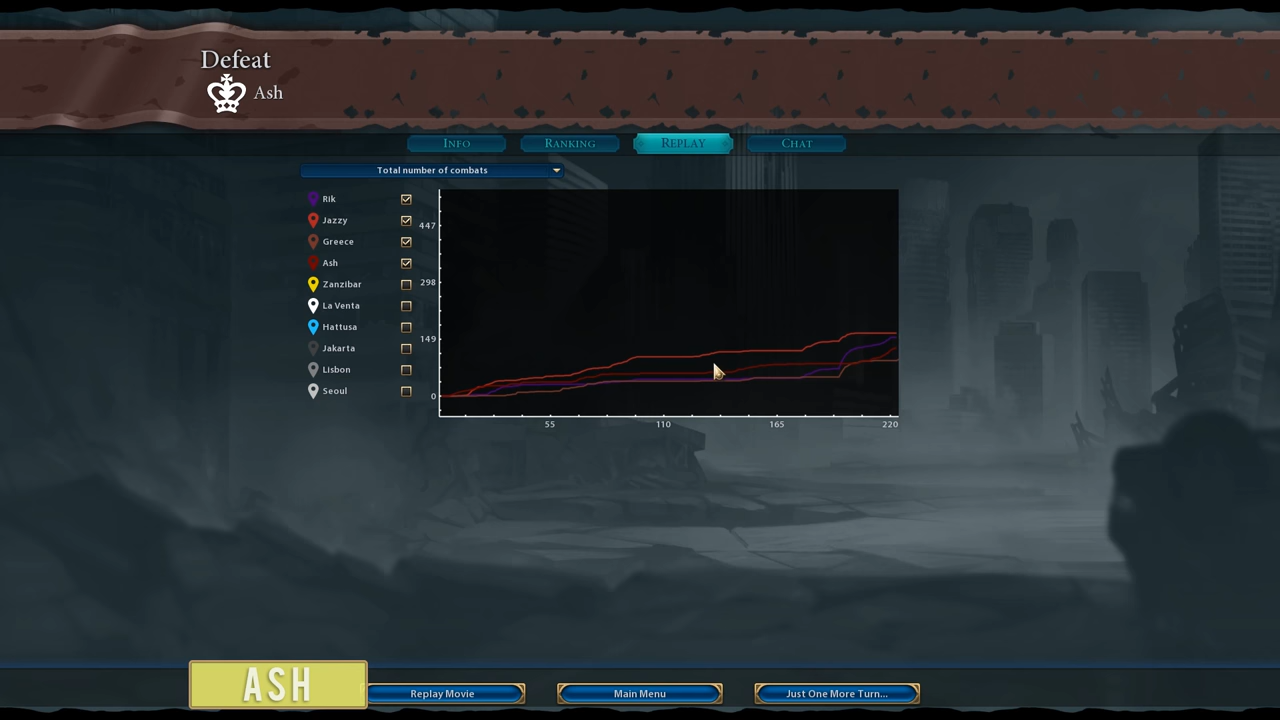 Defeat
Ash
INFO
RANKING
REPLAY
CHAT
Total number of combats
Rik
Jazzy
Greece
Ash
Zanzibar
La Venta
Hattusa
Jakarta
Lisbon
Seoul
447
298
149
0
55
110
165
220
ASH
Replay Movie
Main Menu
Just One More Turn...